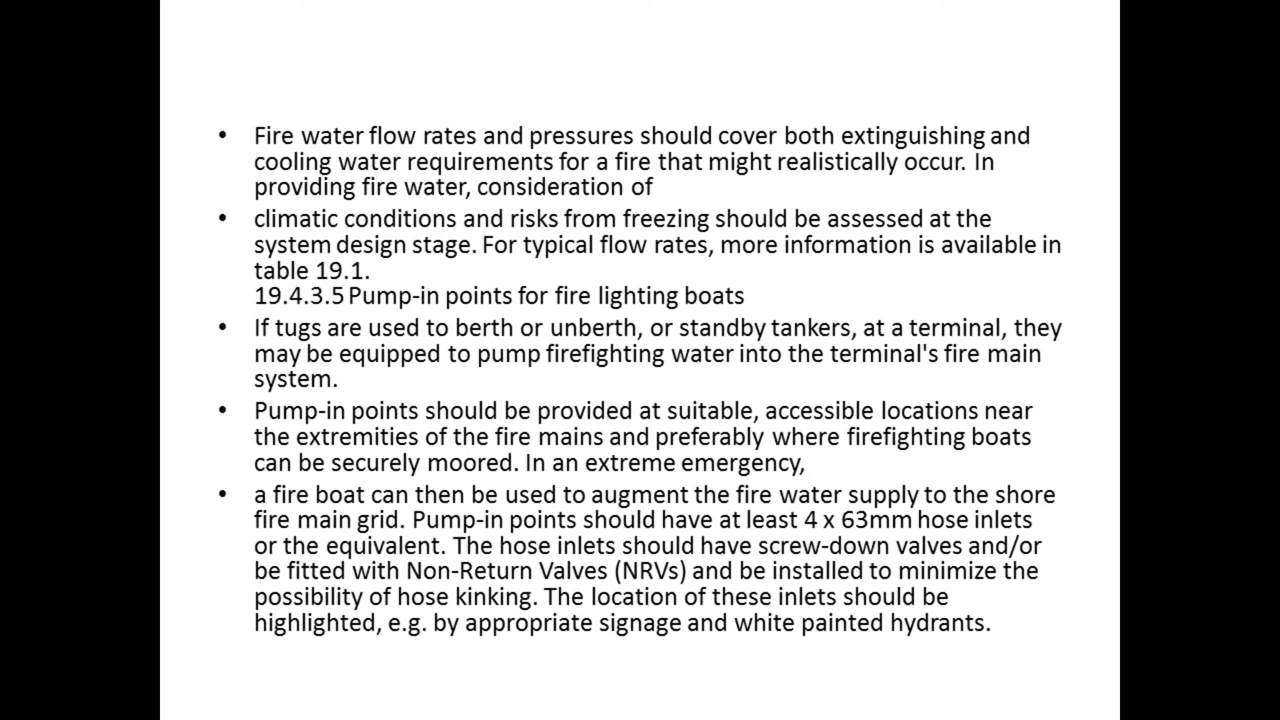 • Fire water flow rates and pressures should cover both extinguishing and
cooling water requirements for a fire that might realistically occur. In
providing fire water, consideration of
• climatic conditions and risks from freezing should be assessed at the
system design stage. For typical flow rates, more information is available in
table 19.1.
19.4.3.5 Pump-in points for fire lighting boats
• If tugs are used to berth or unberth, or standby tankers, at a terminal, they
may be equipped to pump firefighting water into the terminal's fire main
system.
• Pump-in points should be provided at suitable, accessible locations near
the extremities of the fire mains and preferably where firefighting boats
can be securely moored. In an extreme emergency,
• a fire boat can then be used to augment the fire water supply to the shore
fire main grid. Pump-in points should have at least 4 x 63mm hose inlets
or the equivalent. The hose inlets should have screw-down valves and/or
be fitted with Non-Return Valves (NRVs) and be installed to minimize the
possibility of hose kinking. The location of these inlets should be
highlighted, e.g. by appropriate signage and white painted hydrants.